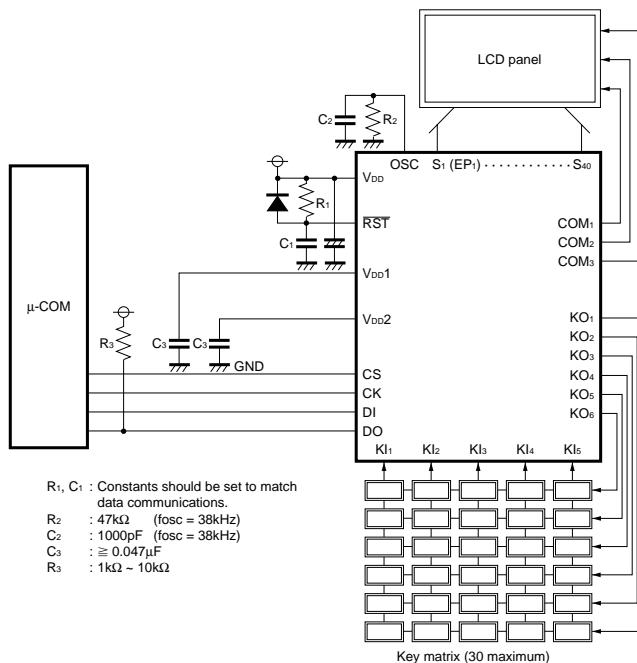 LCD panel
C2
R2
OSC
S1 (EP1)
S40
VDD
R1
RST
C1
COM1
COM2
COM3
VDD1
μ-COM
R3
VDD2
C3
C3
GND
KO1
KO2
KO3
KO4
KO5
KO6
CS
CK
DI
DO
KI1
KI2
KI3
KI4
KI5
R1, C1 : Constants should be set to match
data communications.
R2 : 47kΩ (fosc = 38kHz)
C2 : 1000pF (fosc = 38kHz)
C3 : ≧ 0.047μF
R3 : 1kΩ ~ 10kΩ
Key matrix (30 maximum)